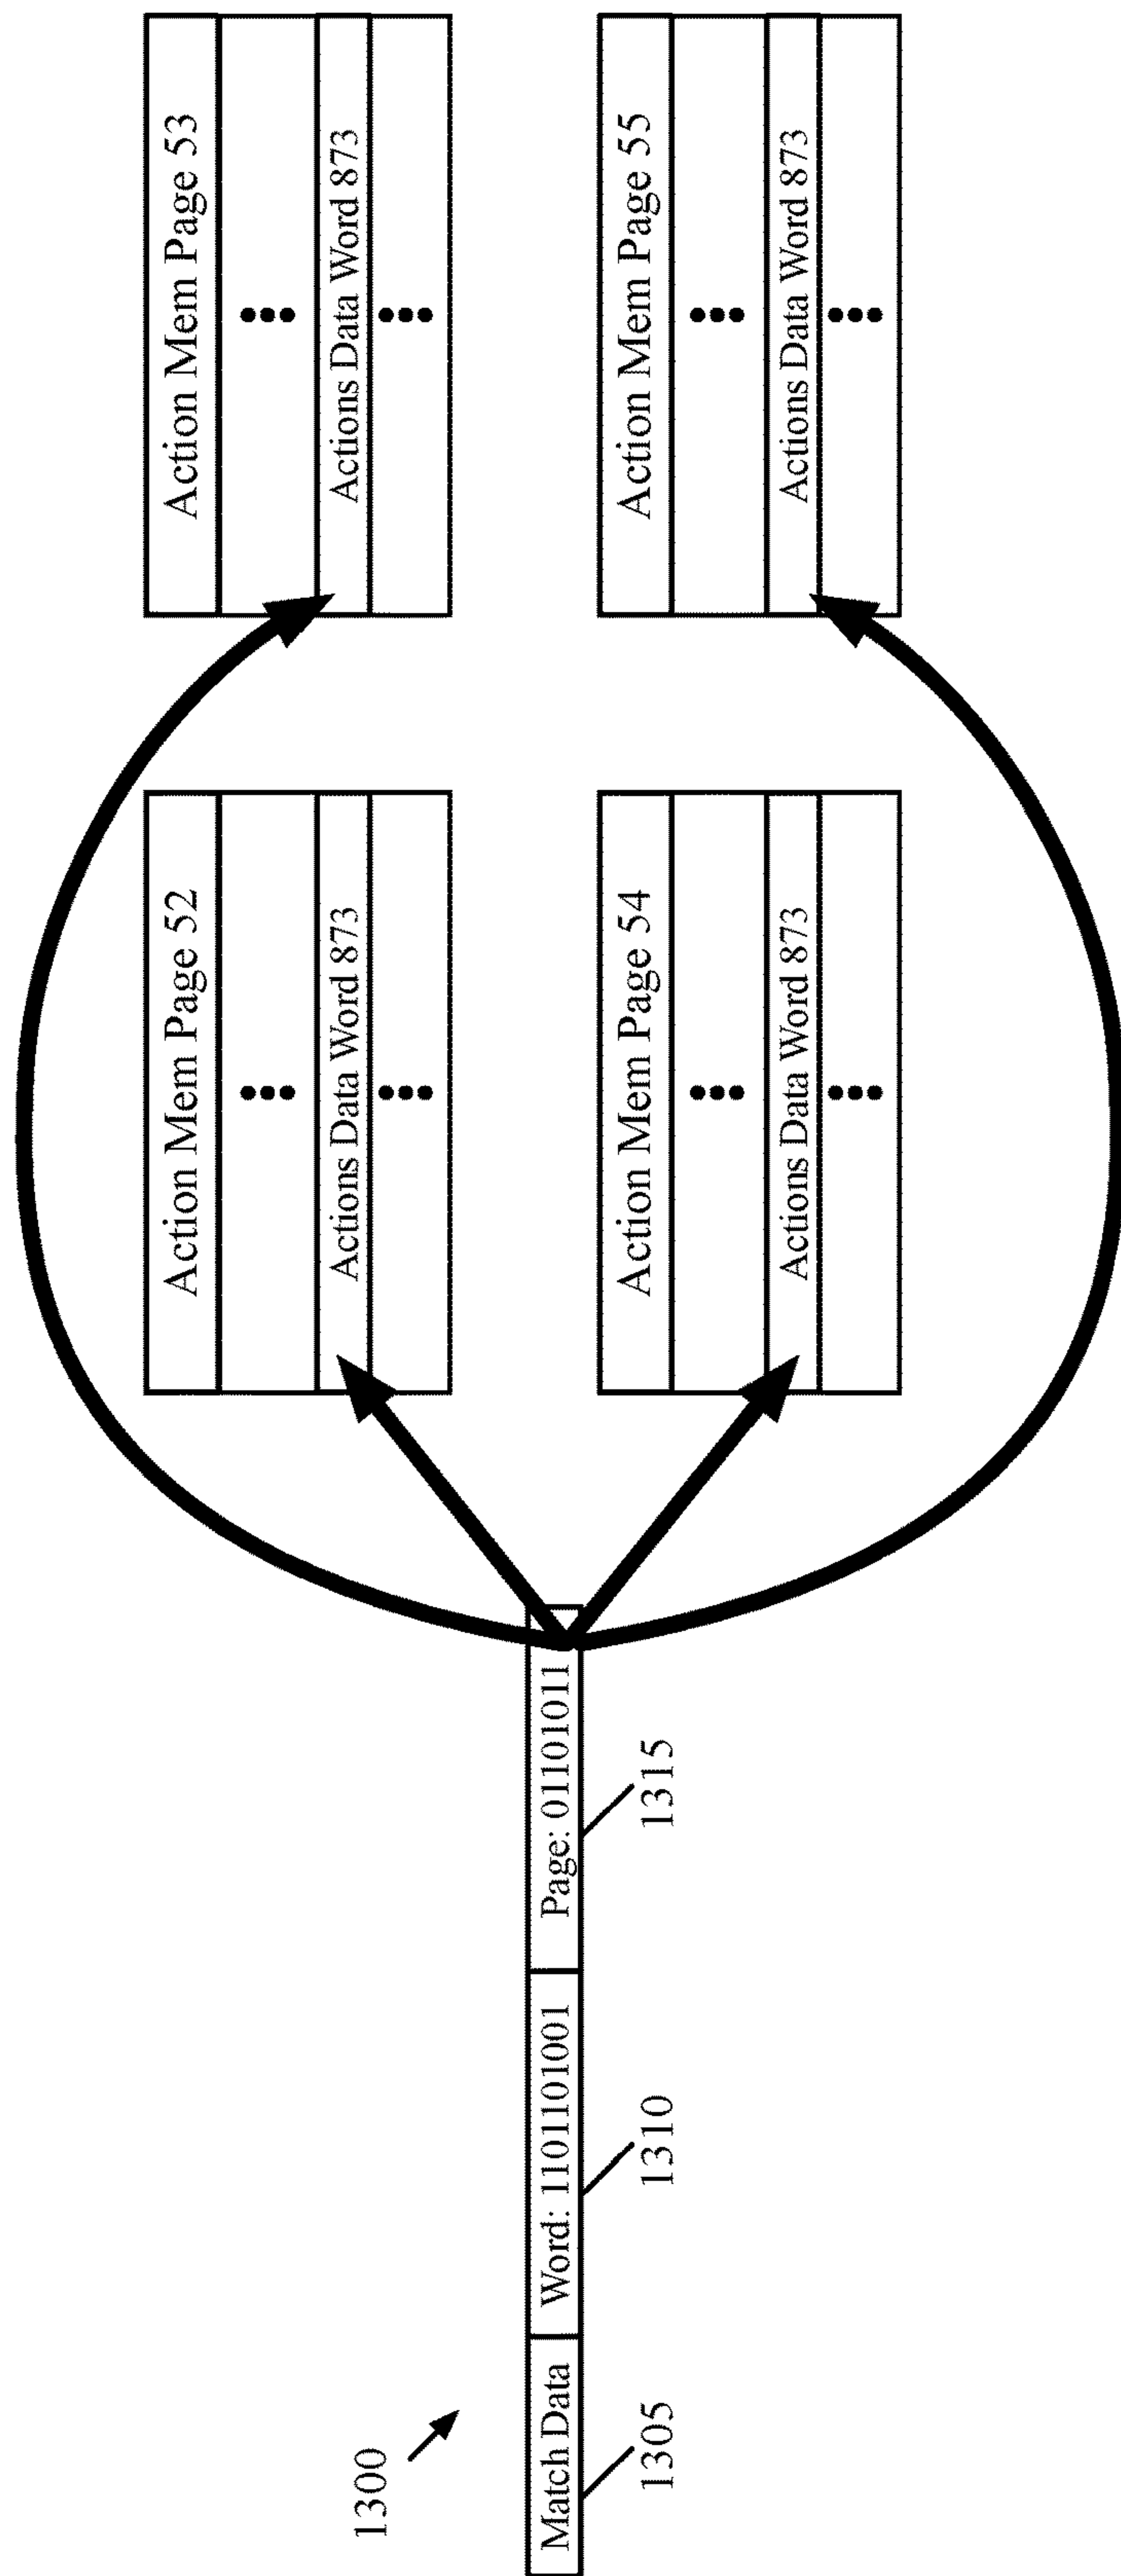 Action Mem Page 52
•••
Actions Data Word 873
•••
Action Mem Page 53
•••
Actions Data Word 873
•••
1300
Match Data
Word: 1101101001
Page: 01101011
1305
1310
1315
Action Mem Page 54
•••
Actions Data Word 873
•••
Action Mem Page 55
•••
Actions Data Word 873
•••